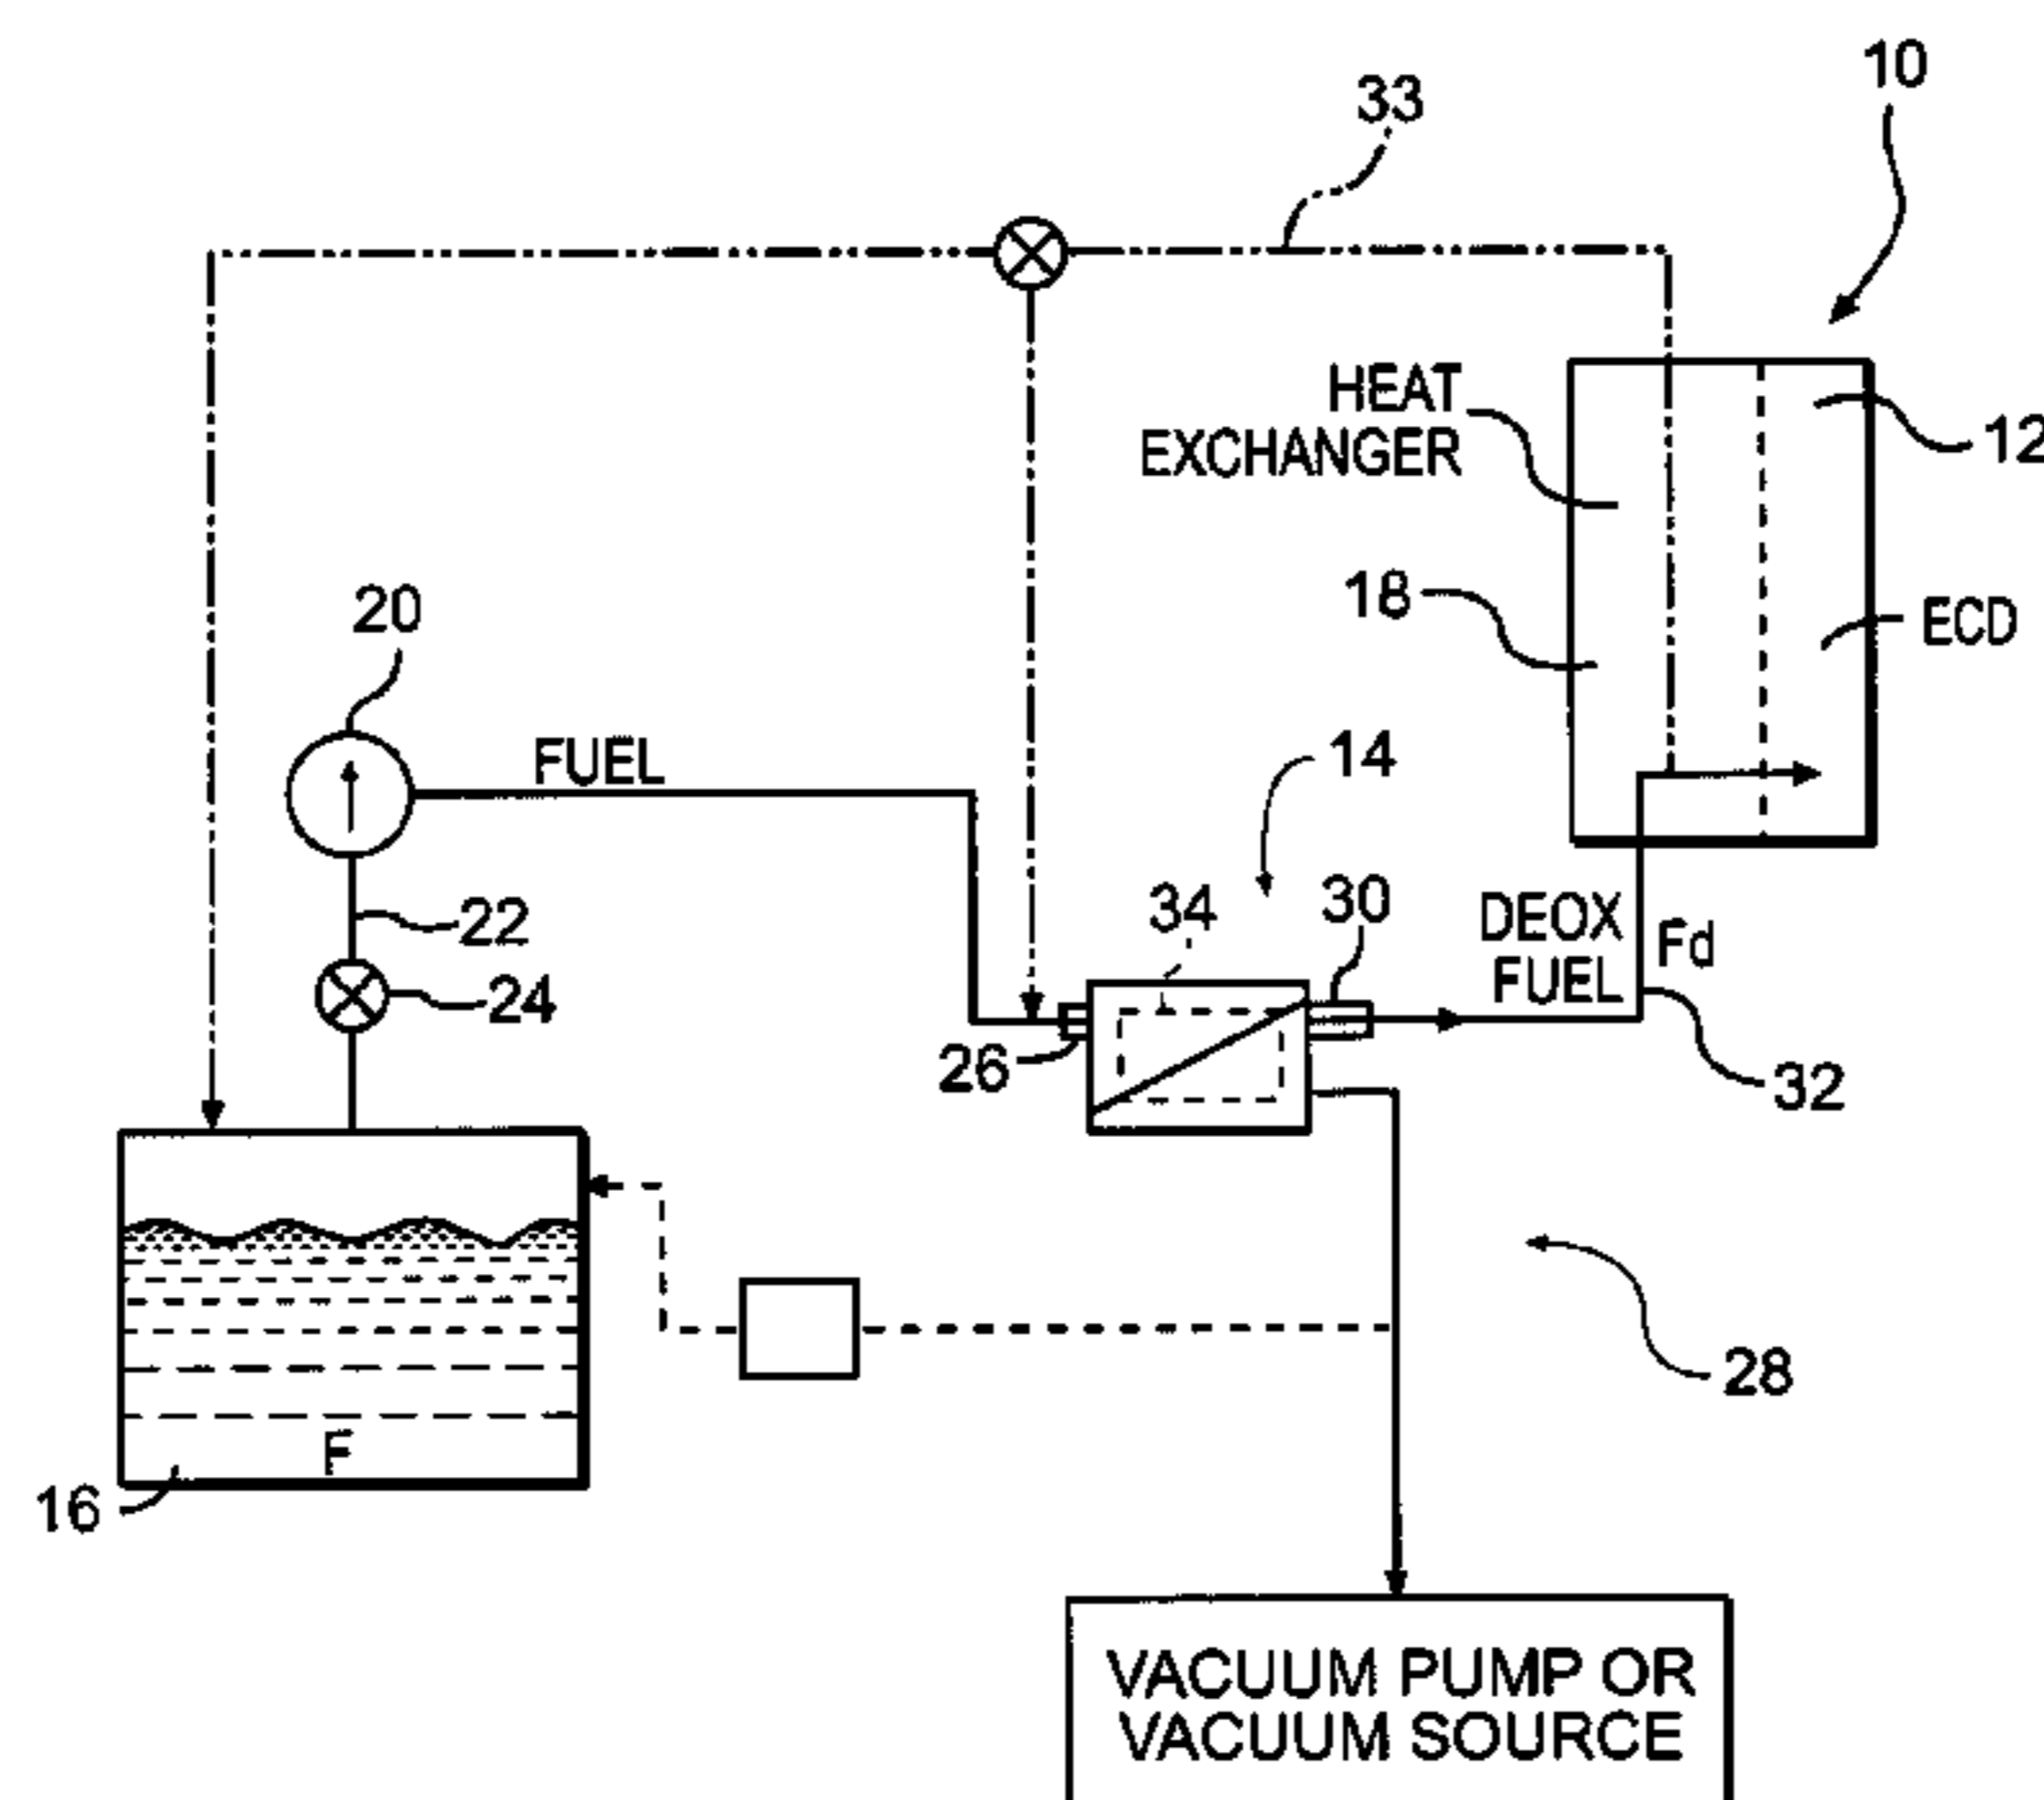 10
33
HEAT
EXCHANGER
12
18
ECD
20
FUEL
14
22
34
30
DEOX
FUEL
Fd
24
26
32
28
F
16
VACUUM PUMP OR
VACUUM SOURCE